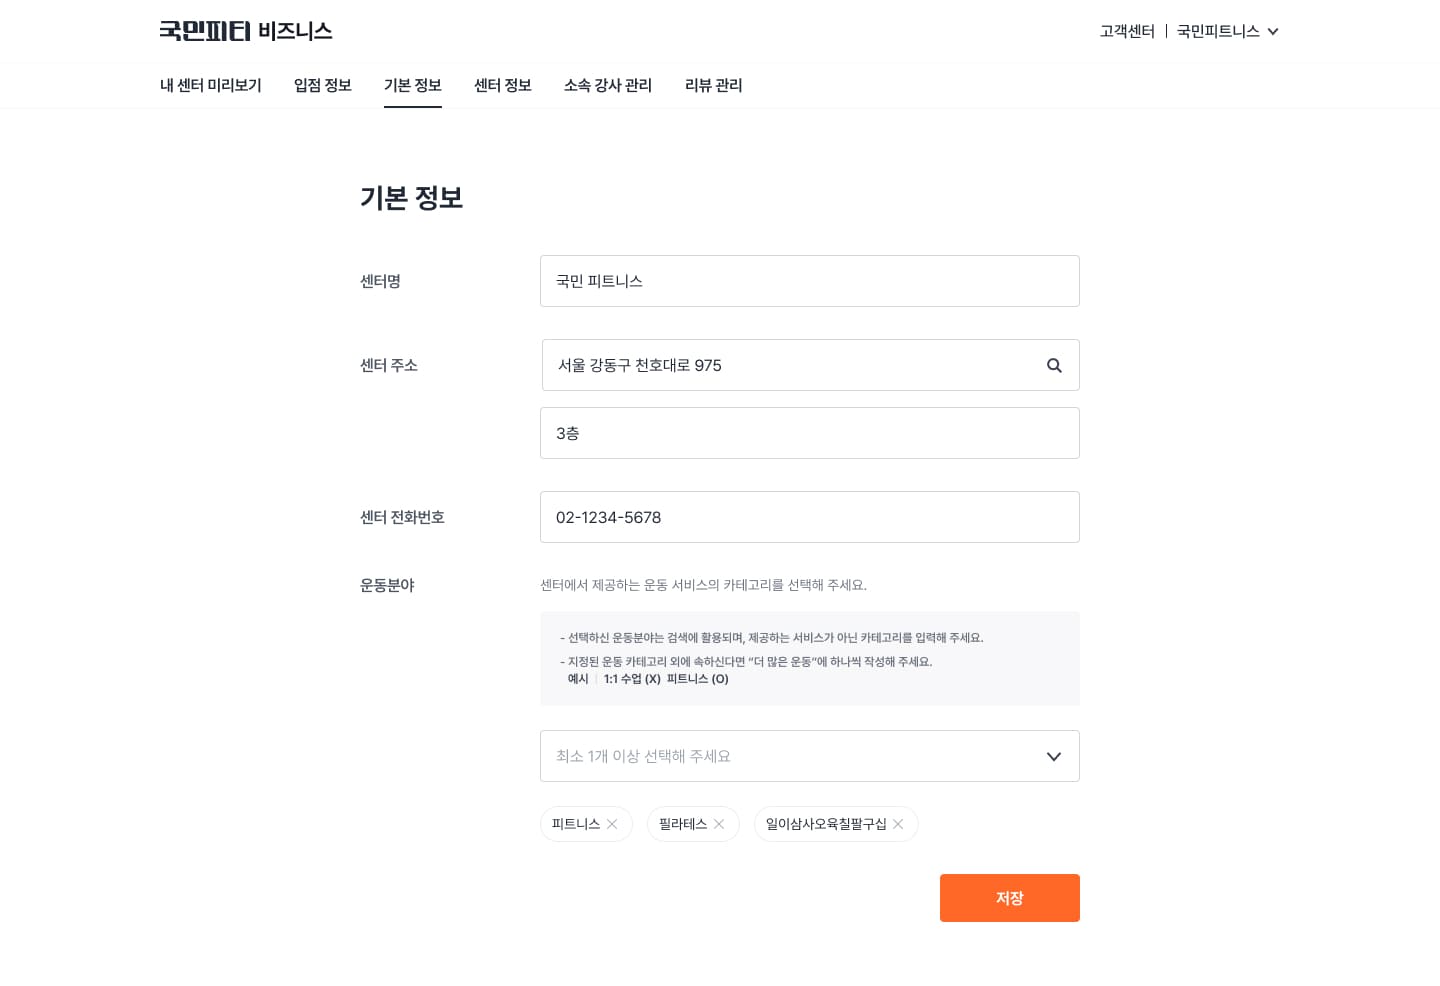 국민피티 비즈니스
고객센터 | 국민피트니스
내 센터 미리보기 입점 정보 기본 정보 센터 정보 소속 강사 관리 리뷰 관리
기본 정보
센터명
국민 피트니스
센터 주소
서울 강동구 천호대로 975
3층
센터 전화번호
02-1234-5678
운동분야
센터에서 제공하는 운동 서비스의 카테고리를 선택해 주세요.
- 선택하신 운동분야는 검색에 활용되며, 제공하는 서비스가 아닌 카테고리를 입력해 주세요.
- 지정된 운동 카테고리 외에 속하신다면 “더 많은 운동”에 하나씩 작성해 주세요.
예시 | 1:1 수업 (X) 피트니스 (O)
최소 1개 이상 선택해 주세요
피트니스 필라테스 일이삼사오육칠팔구십
저장